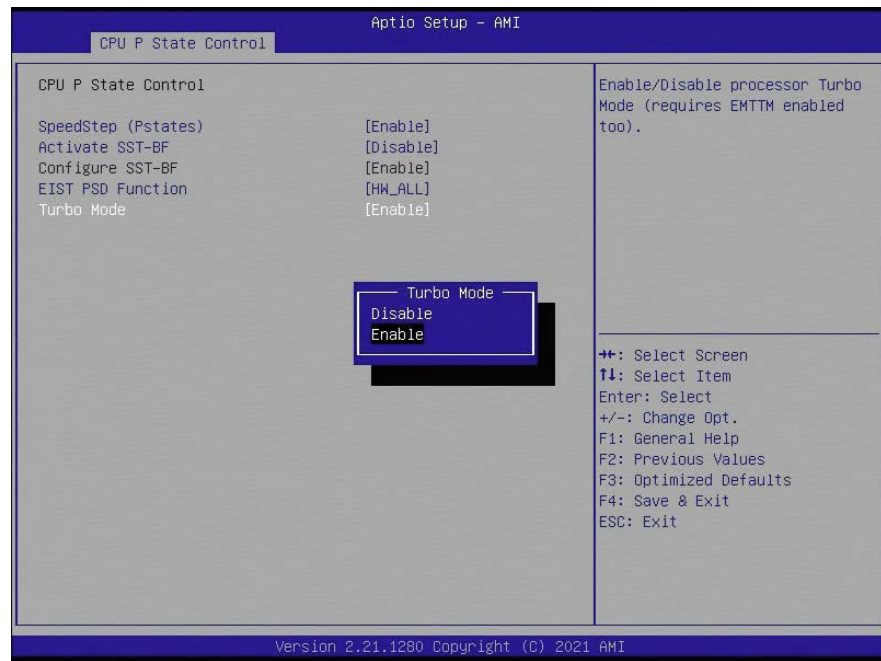 Aptio Setup - AMI
CPU P State Control
CPU P State Control
SpeedStep (Pstates) [Enable]
Activate SST-BF [Disable]
Configure SST-BF [Enable]
EIST PSD Function [HW_ALL]
Turbo Mode [Enable]
Turbo Mode
Disable
Enable
Enable/Disable processor Turbo
Mode (requires EMTTM enabled
too).
→←: Select Screen
↑↓: Select Item
Enter: Select
+/-: Change Opt.
F1: General Help
F2: Previous Values
F3: Optimized Defaults
F4: Save & Exit
ESC: Exit
Version 2.21.1280 Copyright (C) 2021 AMI